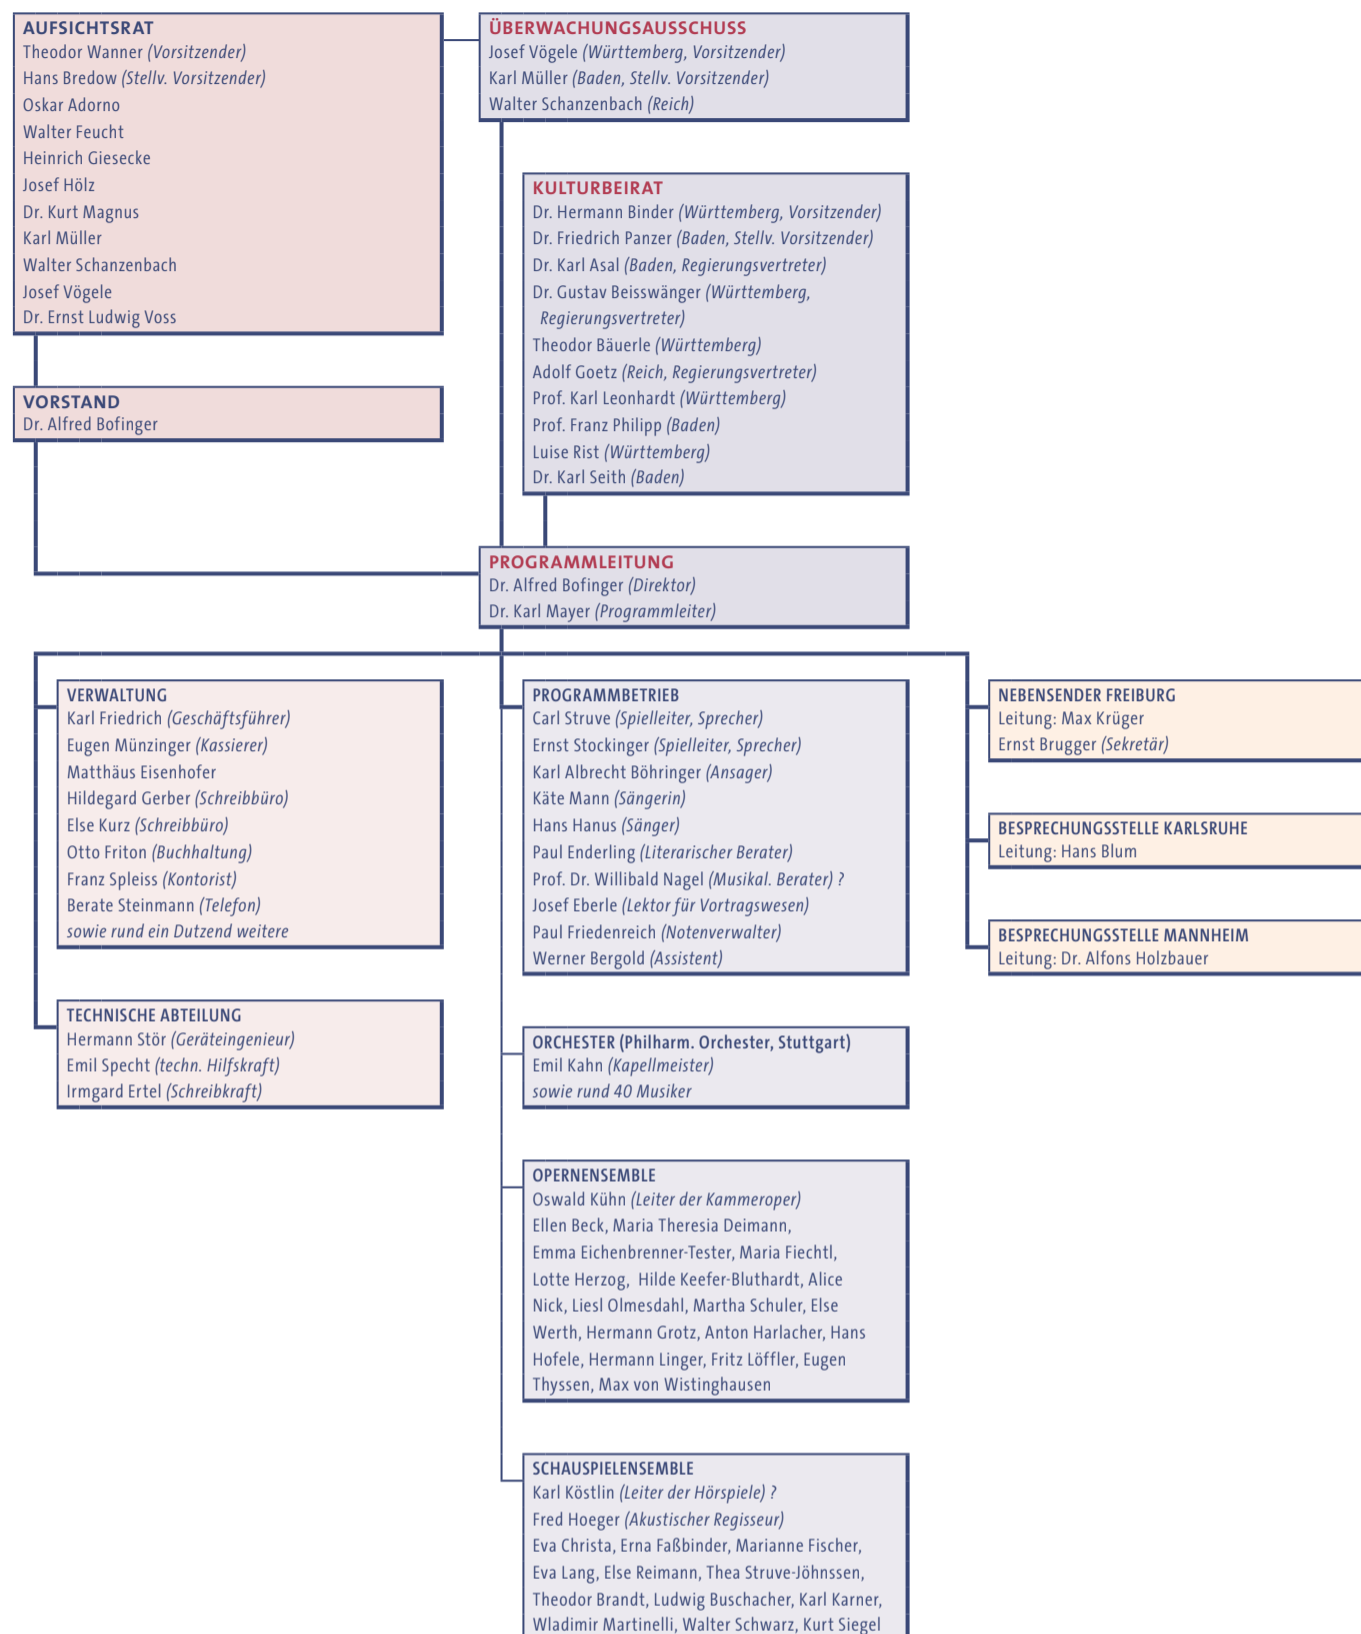 AUFSICHTSRAT
Theodor Wanner (Vorsitzender)
Hans Bredow (Stellv. Vorsitzender)
Oskar Adorno
Walter Feucht
Heinrich Giesecke
Josef Hölz
Dr. Kurt Magnus
Karl Müller
Walter Schanzenbach
Josef Vögele
Dr. Ernst Ludwig Voss
ÜBERWACHUNGSAUSSCHUSS
Josef Vögele (Württemberg, Vorsitzender)
Karl Müller (Baden, Stellv. Vorsitzender)
Walter Schanzenbach (Reich)
KULTURBEIRAT
Dr. Hermann Binder (Württemberg, Vorsitzender)
Dr. Friedrich Panzer (Baden, Stellv. Vorsitzender)
Dr. Karl Asal (Baden, Regierungsvertreter)
Dr. Gustav Beisswänger (Württemberg,
Regierungsvertreter)
Theodor Bäuerle (Württemberg)
Adolf Goetz (Reich, Regierungsvertreter)
Prof. Karl Leonhardt (Württemberg)
Prof. Franz Philipp (Baden)
Luise Rist (Württemberg)
Dr. Karl Seith (Baden)
VORSTAND
Dr. Alfred Bofinger
PROGRAMMLEITUNG
Dr. Alfred Bofinger (Direktor)
Dr. Karl Mayer (Programmleiter)
VERWALTUNG
Karl Friedrich (Geschäftsführer)
Eugen Münzinger (Kassierer)
Matthäus Eisenhofer
Hildegard Gerber (Schreibbüro)
Else Kurz (Schreibbüro)
Otto Friton (Buchhaltung)
Franz Spleiss (Kontorist)
Berate Steinmann (Telefon)
sowie rund ein Dutzend weitere
TECHNISCHE ABTEILUNG
Hermann Stör (Geräteingenieur)
Emil Specht (techn. Hilfskraft)
Irmgard Ertel (Schreibkraft)
PROGRAMMBETRIEB
Carl Struve (Spielleiter, Sprecher)
Ernst Stockinger (Spielleiter, Sprecher)
Karl Albrecht Böhringer (Ansager)
Käte Mann (Sängerin)
Hans Hanus (Sänger)
Paul Enderling (Literarischer Berater)
Prof. Dr. Willibald Nagel (Musikal. Berater) ?
Josef Eberle (Lektor für Vortragswesen)
Paul Friedenreich (Notenverwalter)
Werner Bergold (Assistent)
ORCHESTER (Philharm. Orchester, Stuttgart)
Emil Kahn (Kapellmeister)
sowie rund 40 Musiker
OPERNENSEMBLE
Oswald Kühn (Leiter der Kammeroper)
Ellen Beck, Maria Theresia Deimann,
Emma Eichenbrenner-Tester, Maria Fiechtl,
Lotte Herzog, Hilde Keefer-Bluthardt, Alice
Nick, Liesl Olmesdahl, Martha Schuler, Else
Werth, Hermann Grotz, Anton Harlacher, Hans
Hofele, Hermann Linger, Fritz Löffler, Eugen
Thyssen, Max von Wistinghausen
SCHAUSPIELENSEMBLE
Karl Köstlin (Leiter der Hörspiele) ?
Fred Hoeger (Akustischer Regisseur)
Eva Christa, Erna Faßbinder, Marianne Fischer,
Eva Lang, Else Reimann, Thea Struve-Jöhnssen,
Theodor Brandt, Ludwig Buschacher, Karl Karner,
Wladimir Martinelli, Walter Schwarz, Kurt Siegel
NEBENSENDER FREIBURG
Leitung: Max Krüger
Ernst Brugger (Sekretär)
BESPRECHUNGSSTELLE KARLSRUHE
Leitung: Hans Blum
BESPRECHUNGSSTELLE MANNHEIM
Leitung: Dr. Alfons Holzbauer